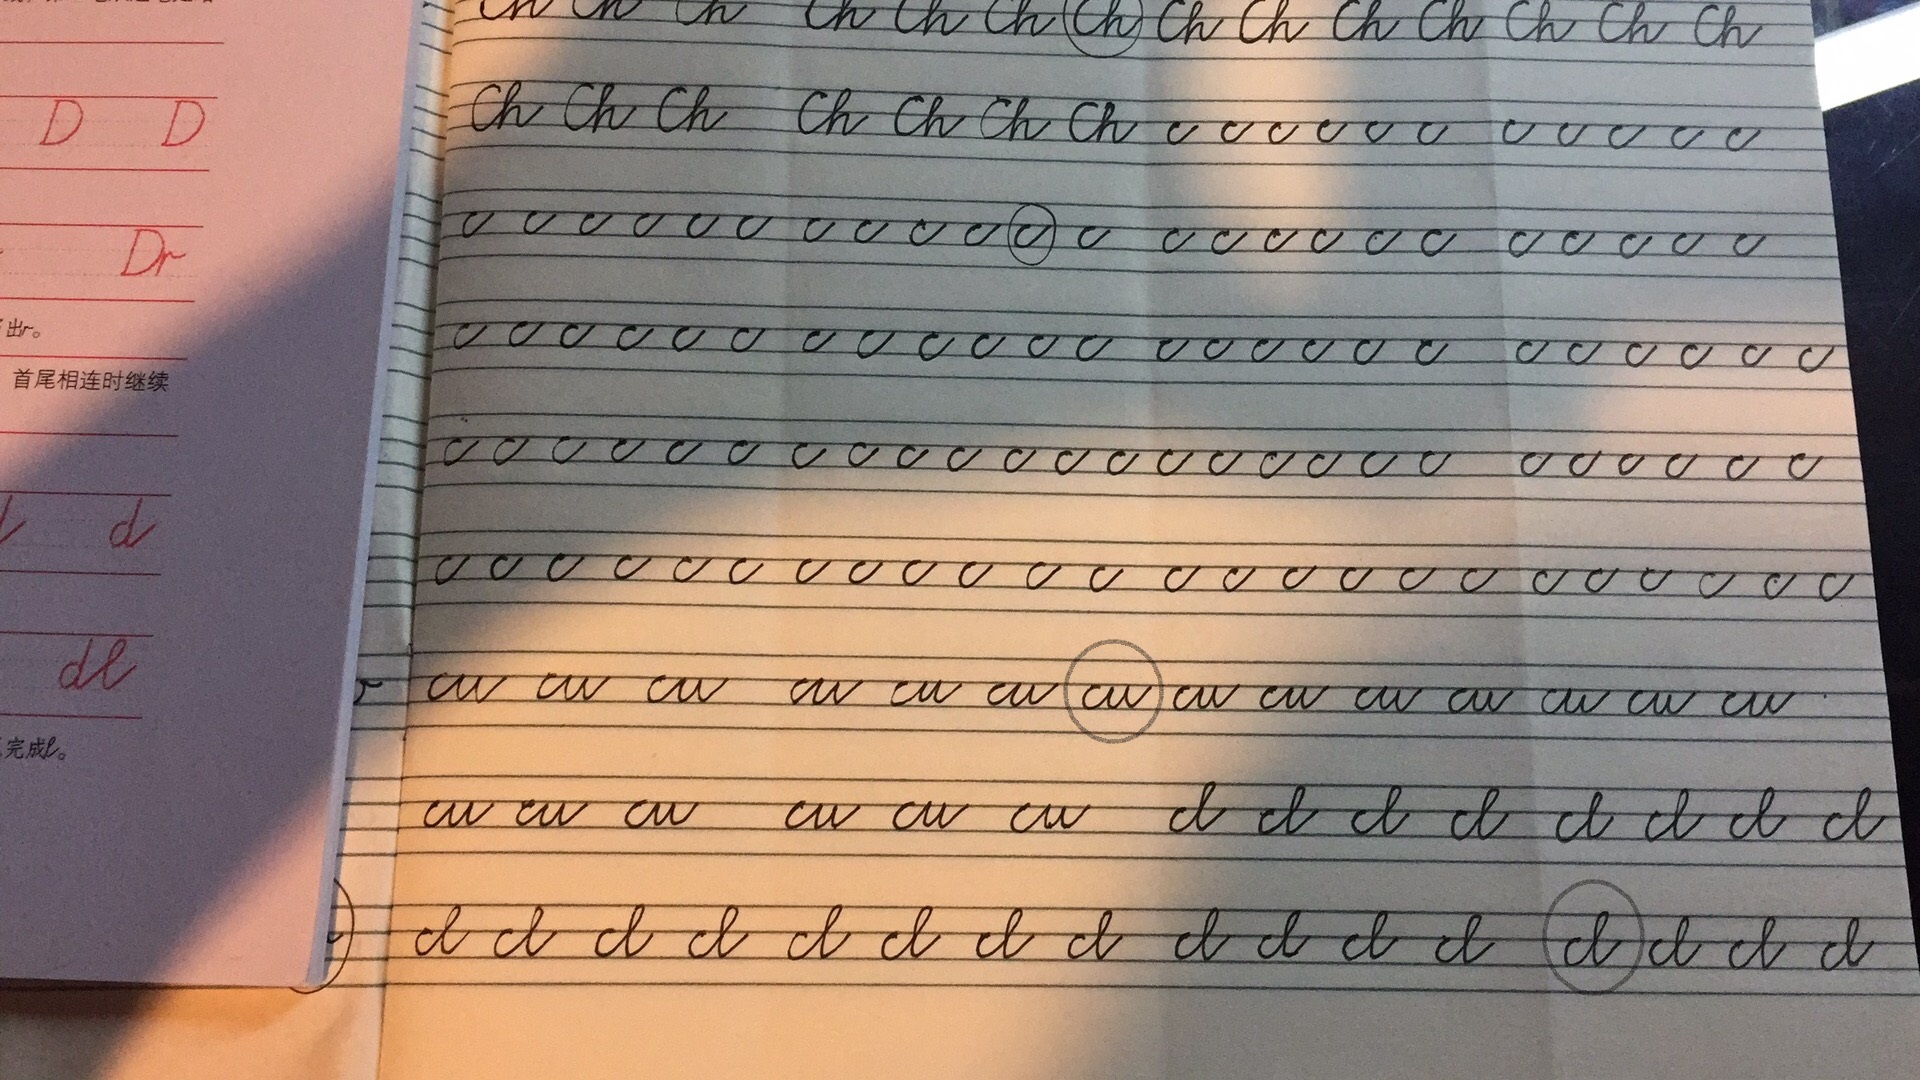 D D
Dr
出r。
首尾相连时继续
d
dl
完成l。
Ch Ch Ch Ch Ch Ch Ch Ch Ch Ch Ch Ch Ch Ch
Ch Ch Ch Ch Ch Ch Ch c c c c c c c c c c c
c c c c c c c c c c c c c c c c c c c c c c c
c c c c c c c c c c c c c c c c c c c c c c c c
c c c c c c c c c c c c c c c c c c c c c c c c c
c c c c c c c c c c c c c c c c c c c c c c c c
cu cu cu cu cu cu cu cu cu cu cu cu cu cu
cu cu cu cu cu cu cl cl cl cl cl cl cl cl
cl cl cl cl cl cl cl cl cl cl cl cl cl cl cl cl